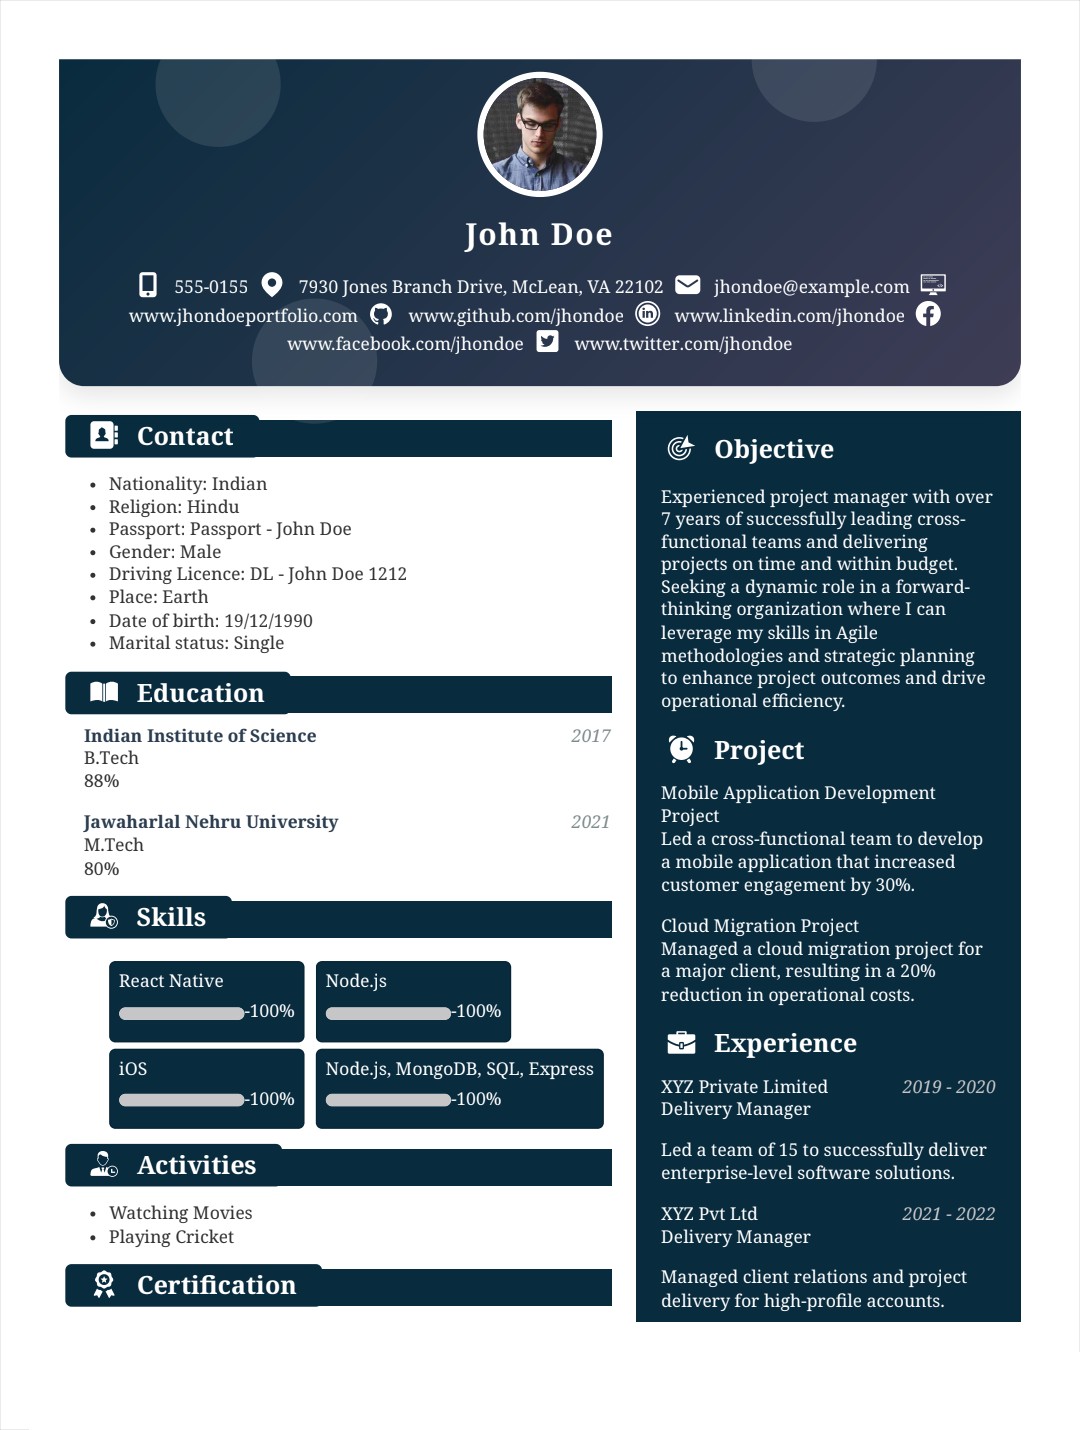 John Doe
555-0155 7930 Jones Branch Drive, McLean, VA 22102 jhondoe@example.com
www.jhondoeportfolio.com www.github.com/jhondoe www.linkedin.com/jhondoe
www.facebook.com/jhondoe www.twitter.com/jhondoe
Contact
• Nationality: Indian
• Religion: Hindu
• Passport: Passport - John Doe
• Gender: Male
• Driving Licence: DL - John Doe 1212
• Place: Earth
• Date of birth: 19/12/1990
• Marital status: Single
Education
Indian Institute of Science 2017
B.Tech
88%
Jawaharlal Nehru University 2021
M.Tech
80%
Skills
React Native
-100%
Node.js
-100%
iOS
-100%
Node.js, MongoDB, SQL, Express
-100%
Activities
• Watching Movies
• Playing Cricket
Certification
Objective
Experienced project manager with over
7 years of successfully leading cross-
functional teams and delivering
projects on time and within budget.
Seeking a dynamic role in a forward-
thinking organization where I can
leverage my skills in Agile
methodologies and strategic planning
to enhance project outcomes and drive
operational efficiency.
Project
Mobile Application Development
Project
Led a cross-functional team to develop
a mobile application that increased
customer engagement by 30%.
Cloud Migration Project
Managed a cloud migration project for
a major client, resulting in a 20%
reduction in operational costs.
Experience
XYZ Private Limited 2019 - 2020
Delivery Manager
Led a team of 15 to successfully deliver
enterprise-level software solutions.
XYZ Pvt Ltd 2021 - 2022
Delivery Manager
Managed client relations and project
delivery for high-profile accounts.